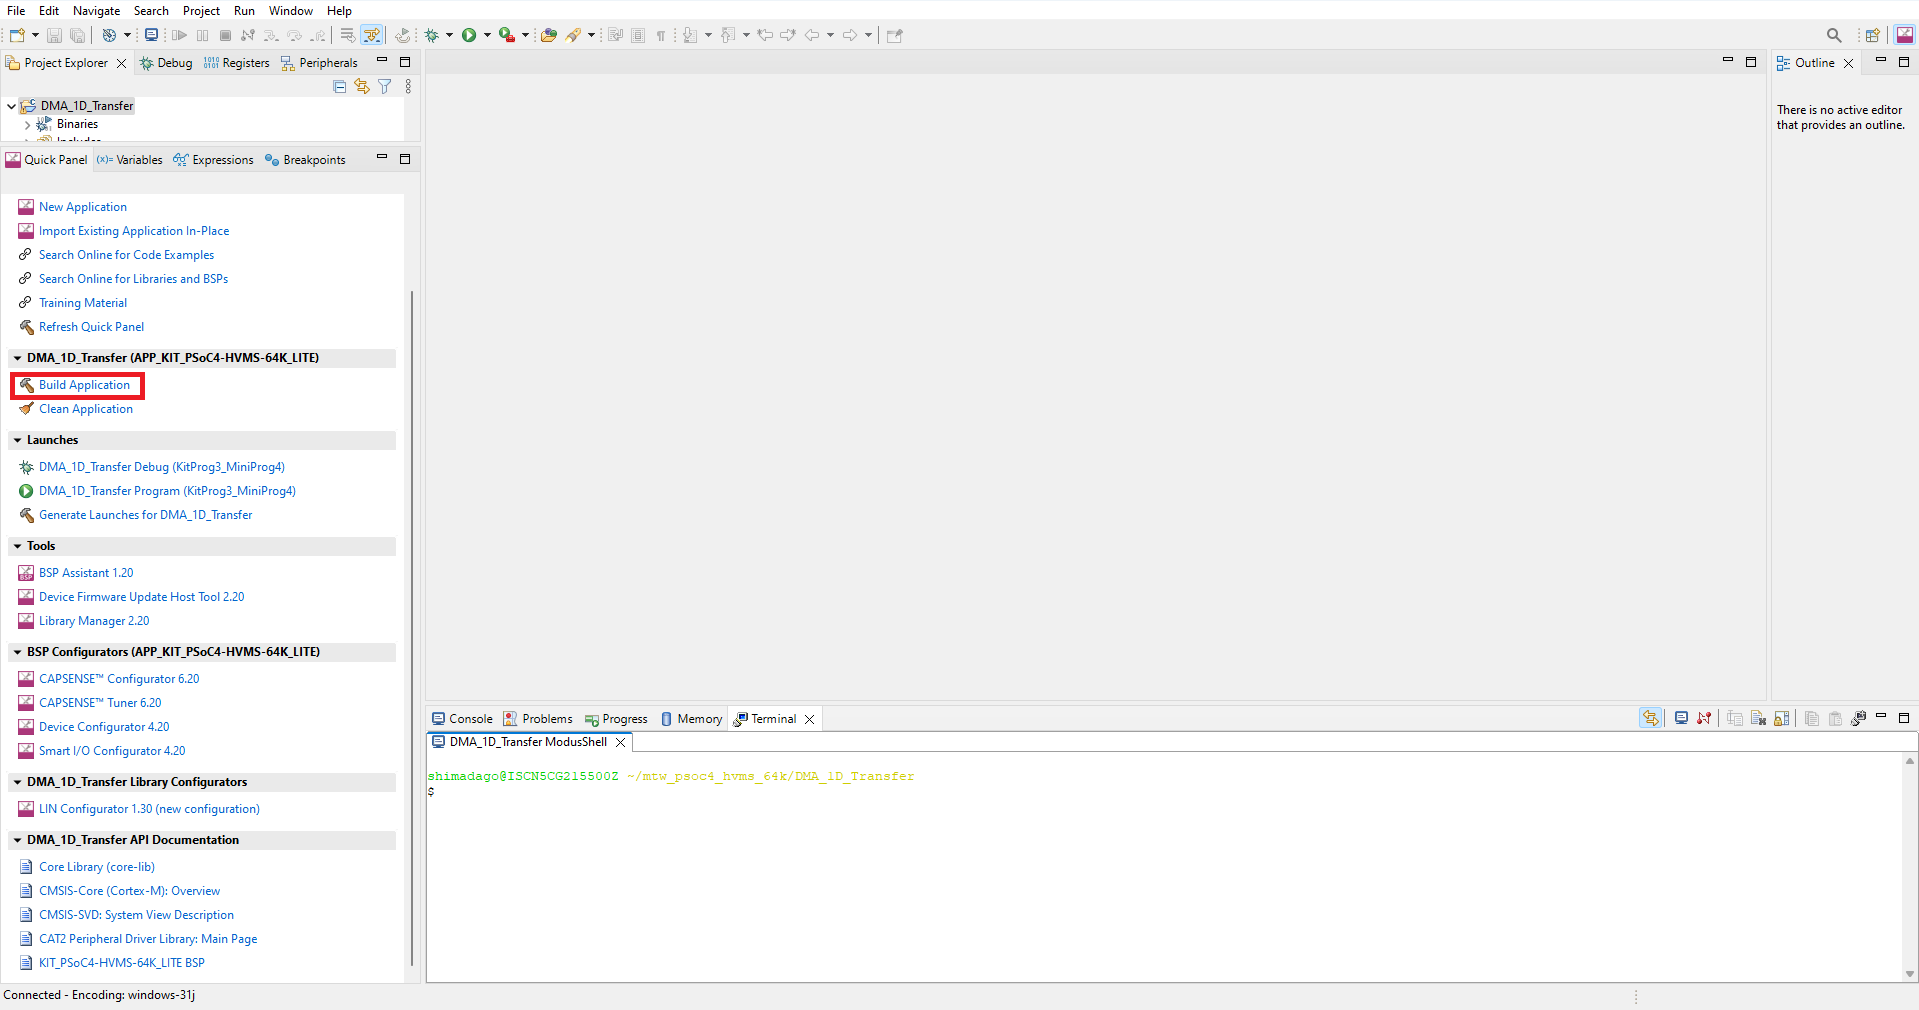 File Edit Navigate Search Project Run Window Help
Project Explorer Debug Registers Peripherals
DMA_1D_Transfer
Binaries
Includes
Quick Panel Variables Expressions Breakpoints
New Application
Import Existing Application In-Place
Search Online for Code Examples
Search Online for Libraries and BSPs
Training Material
Refresh Quick Panel
DMA_1D_Transfer (APP_KIT_PSoC4-HVMS-64K_LITE)
Build Application
Clean Application
Launches
DMA_1D_Transfer Debug (KitProg3_MiniProg4)
DMA_1D_Transfer Program (KitProg3_MiniProg4)
Generate Launches for DMA_1D_Transfer
Tools
BSP Assistant 1.20
Device Firmware Update Host Tool 2.20
Library Manager 2.20
BSP Configurators (APP_KIT_PSoC4-HVMS-64K_LITE)
CAPSENSE™ Configurator 6.20
CAPSENSE™ Tuner 6.20
Device Configurator 4.20
Smart I/O Configurator 4.20
DMA_1D_Transfer Library Configurators
LIN Configurator 1.30 (new configuration)
DMA_1D_Transfer API Documentation
Core Library (core-lib)
CMSIS-Core (Cortex-M): Overview
CMSIS-SVD: System View Description
CAT2 Peripheral Driver Library: Main Page
KIT_PSoC4-HVMS-64K_LITE BSP
Outline
There is no active editor
that provides an outline.
Console Problems Progress Memory Terminal
DMA_1D_Transfer ModusShell
shimadago@ISCN5CG215500Z ~/mtw_psoc4_hvms_64k/DMA_1D_Transfer
$
Connected - Encoding: windows-31j